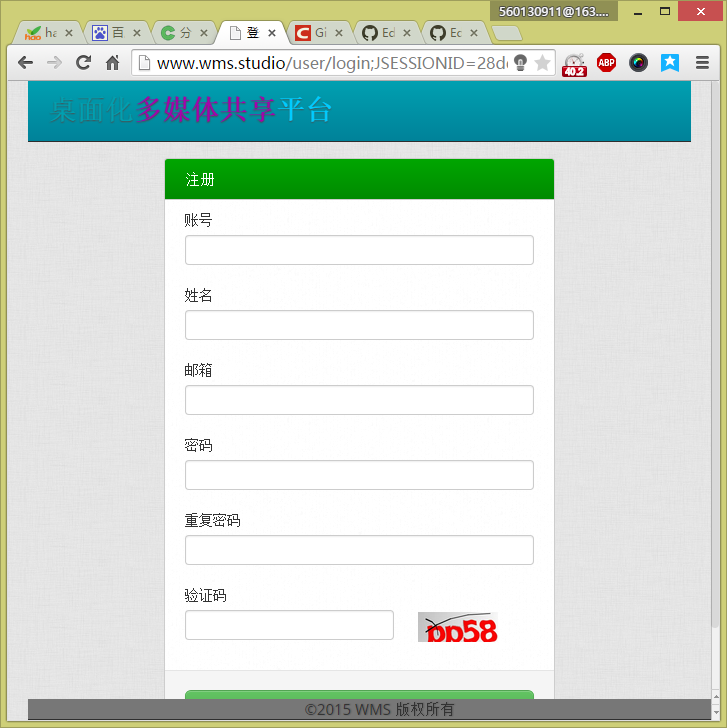 560130911@163....
ha
百
分
登
Gi
Ed
Ec
www.wms.studio/user/login;JSESSIONID=28d
40.2
ABP
桌面化多媒体共享平台
注册
账号
姓名
邮箱
密码
重复密码
验证码
pp58
©2015 WMS 版权所有